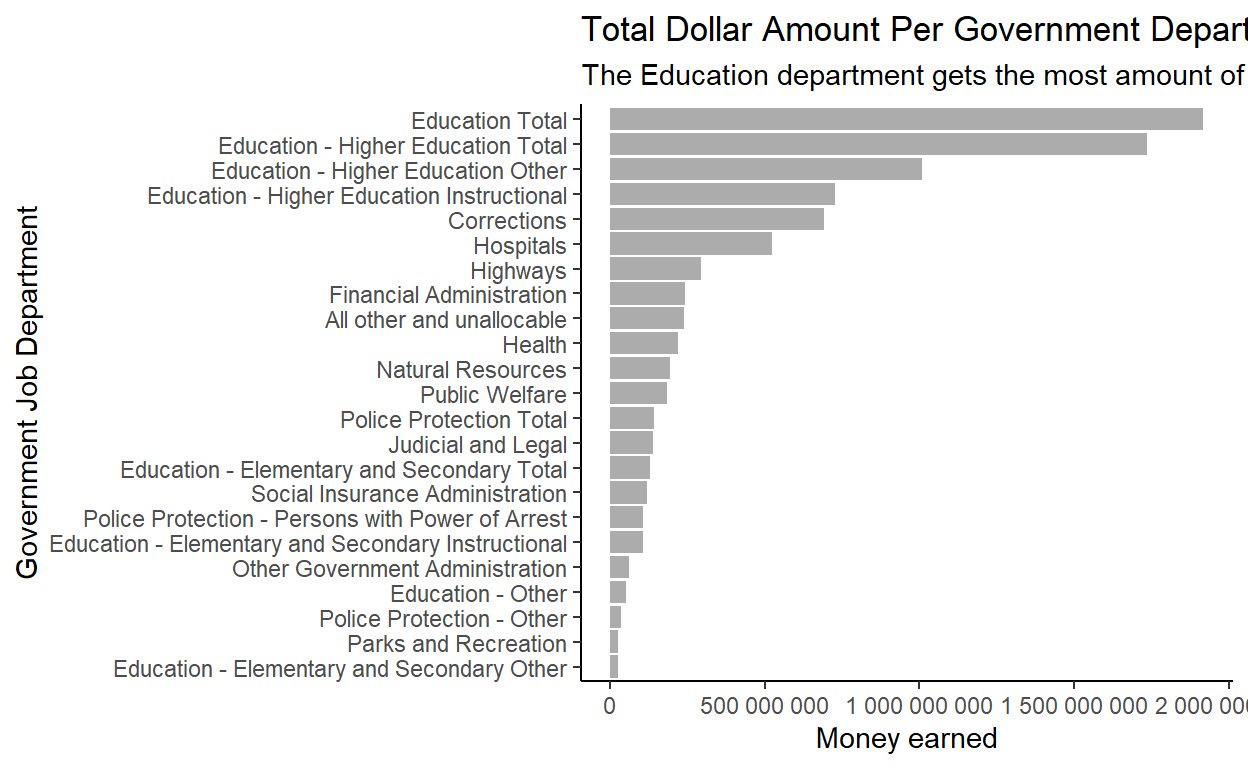 Total Dollar Amount Per Government Depart
The Education department gets the most amount of
Government Job Department
Education Total
Education - Higher Education Total
Education - Higher Education Other
Education - Higher Education Instructional
Corrections
Hospitals
Highways
Financial Administration
All other and unallocable
Health
Natural Resources
Public Welfare
Police Protection Total
Judicial and Legal
Education - Elementary and Secondary Total
Social Insurance Administration
Police Protection - Persons with Power of Arrest
Education - Elementary and Secondary Instructional
Other Government Administration
Education - Other
Police Protection - Other
Parks and Recreation
Education - Elementary and Secondary Other
0 500 000 000 1 000 000 000 1 500 000 000 2 000 00
Money earned